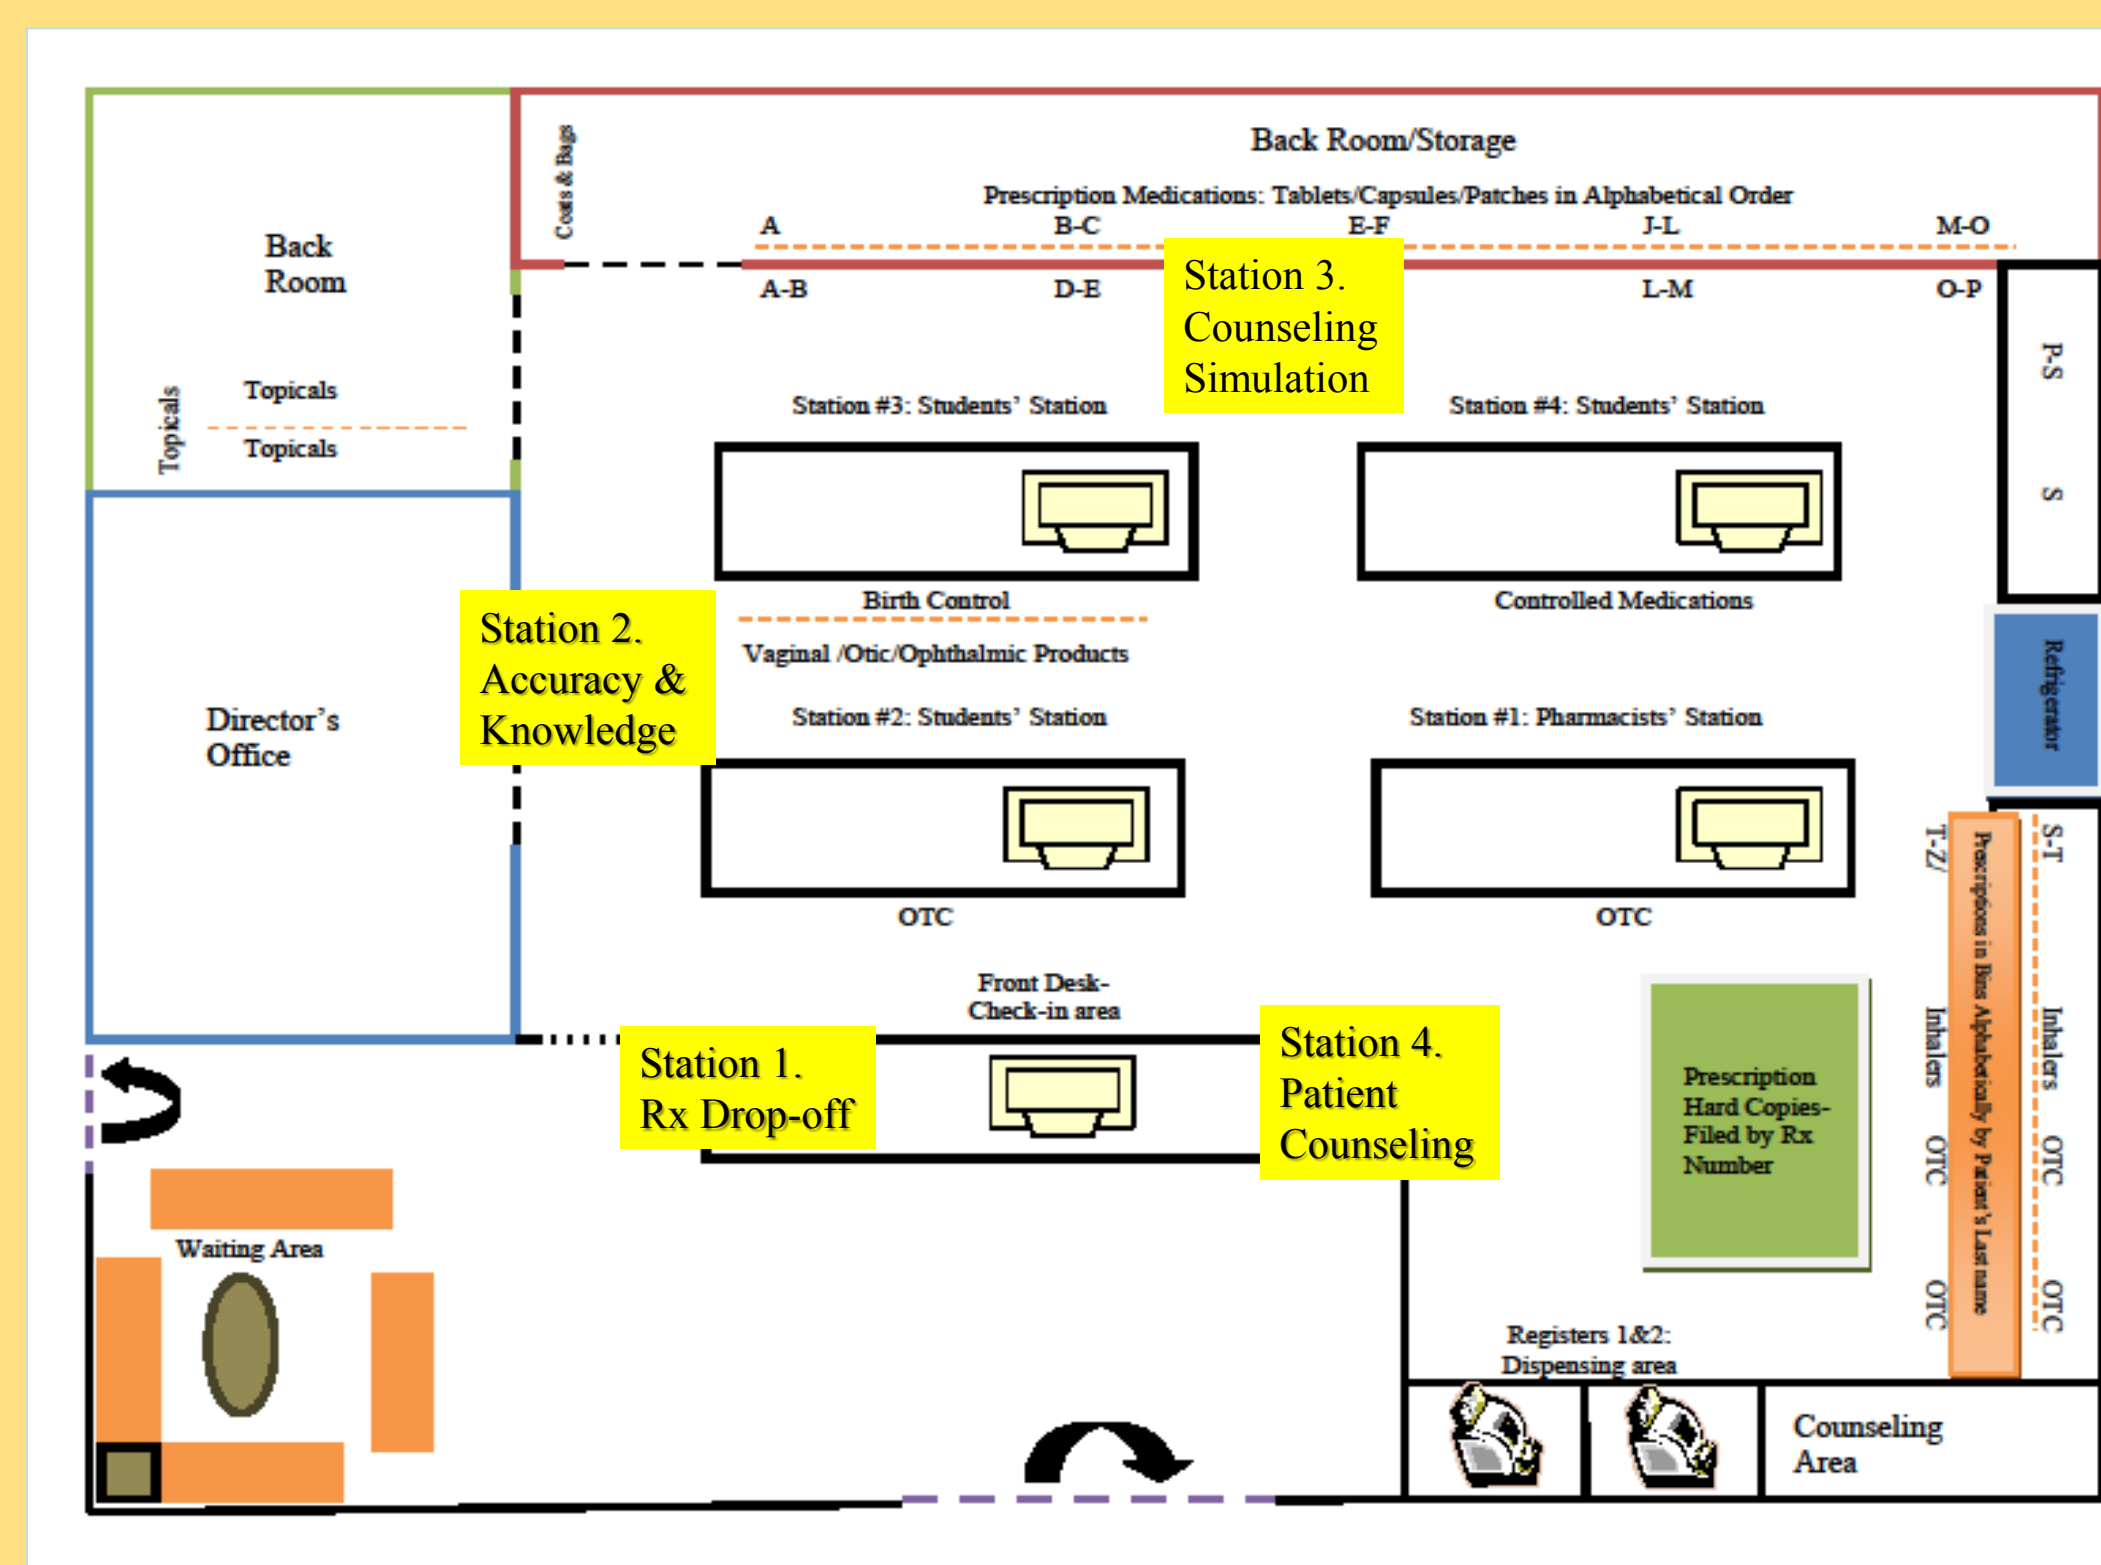 Back Room/Storage
Coats & Bags
Prescription Medications: Tablets/Capsules/Patches in Alphabetical Order
A
B-C
E-F
J-L
M-O
Back
Room
Station 3.
Counseling
Simulation
A-B
D-E
L-M
O-P
P-S
S
Topicals
Topicals
Topicals
Station #3: Students’ Station
Station #4: Students’ Station
Birth Control
Vaginal /Otic/Ophthalmic Products
Controlled Medications
Refrigerator
Station 2.
Accuracy &
Knowledge
Director’s
Office
Station #2: Students’ Station
Station #1: Pharmacists’ Station
OTC
OTC
T-Z/
Inhalers
OTC
OTC
Prescriptions in Bins Alphabetically by Patient’s Last name
S-T
Inhalers
OTC
OTC
Front Desk-
Check-in area
Station 1.
Rx Drop-off
Station 4.
Patient
Counseling
Prescription
Hard Copies-
Filed by Rx
Number
Waiting Area
Registers 1&2:
Dispensing area
Counseling
Area